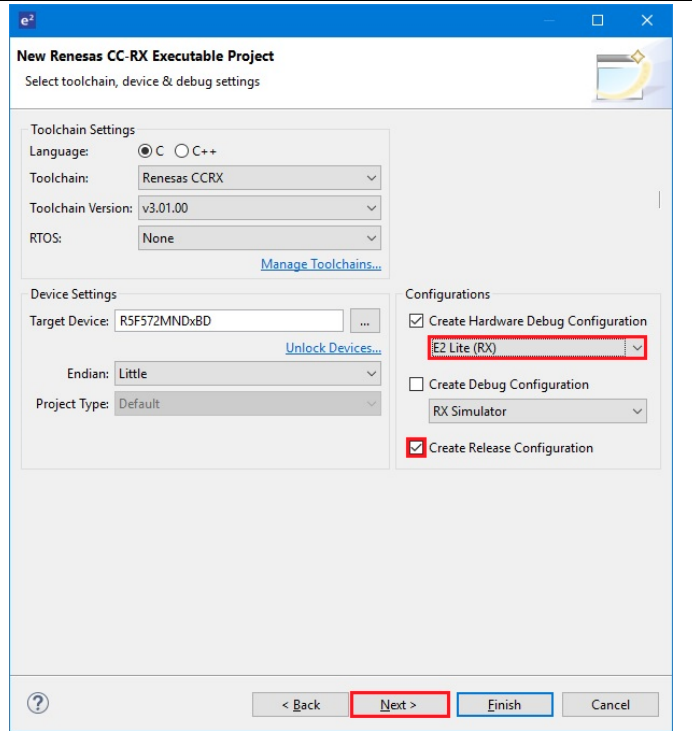 e²
New Renesas CC-RX Executable Project
Select toolchain, device & debug settings
Toolchain Settings
Language: C C++
Toolchain: Renesas CCRX
Toolchain Version: v3.01.00
RTOS: None
Manage Toolchains...
Device Settings
Target Device: R5F572MNDxBD ...
Unlock Devices...
Endian: Little
Project Type: Default
Configurations
Create Hardware Debug Configuration
E2 Lite (RX)
Create Debug Configuration
RX Simulator
Create Release Configuration
?
< Back Next > Finish Cancel